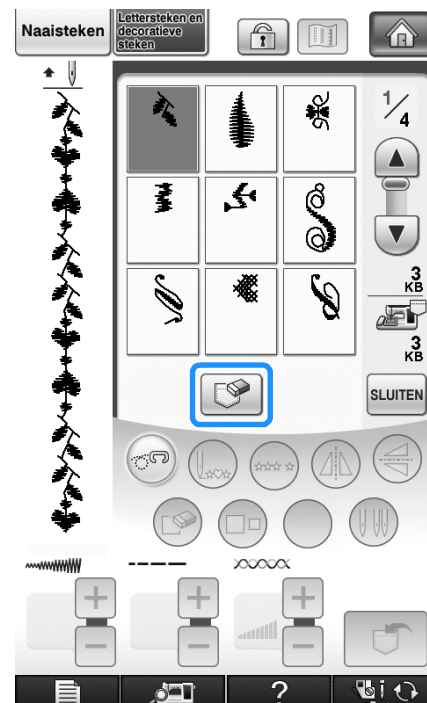 Naaisteken
Lettersteken en
decoratieve
steken
1/4
3
KB
3
KB
SLUITEN
?